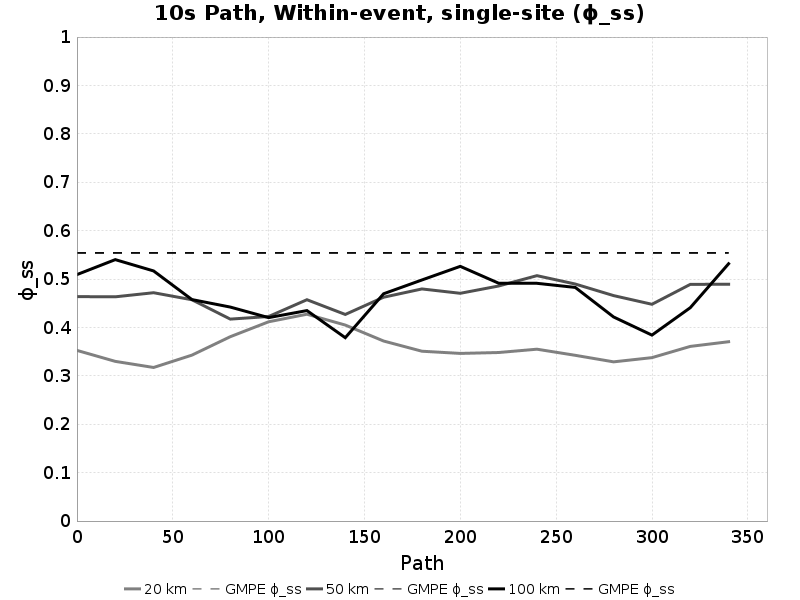 10s Path, Within-event, single-site (ϕ_ss)
1
0.9
0.8
0.7
0.6
0.5
0.4
0.3
0.2
0.1
0
ϕ_ss
0 50 100 150 200 250 300 350
Path
20 km GMPE ϕ_ss 50 km GMPE ϕ_ss 100 km GMPE ϕ_ss